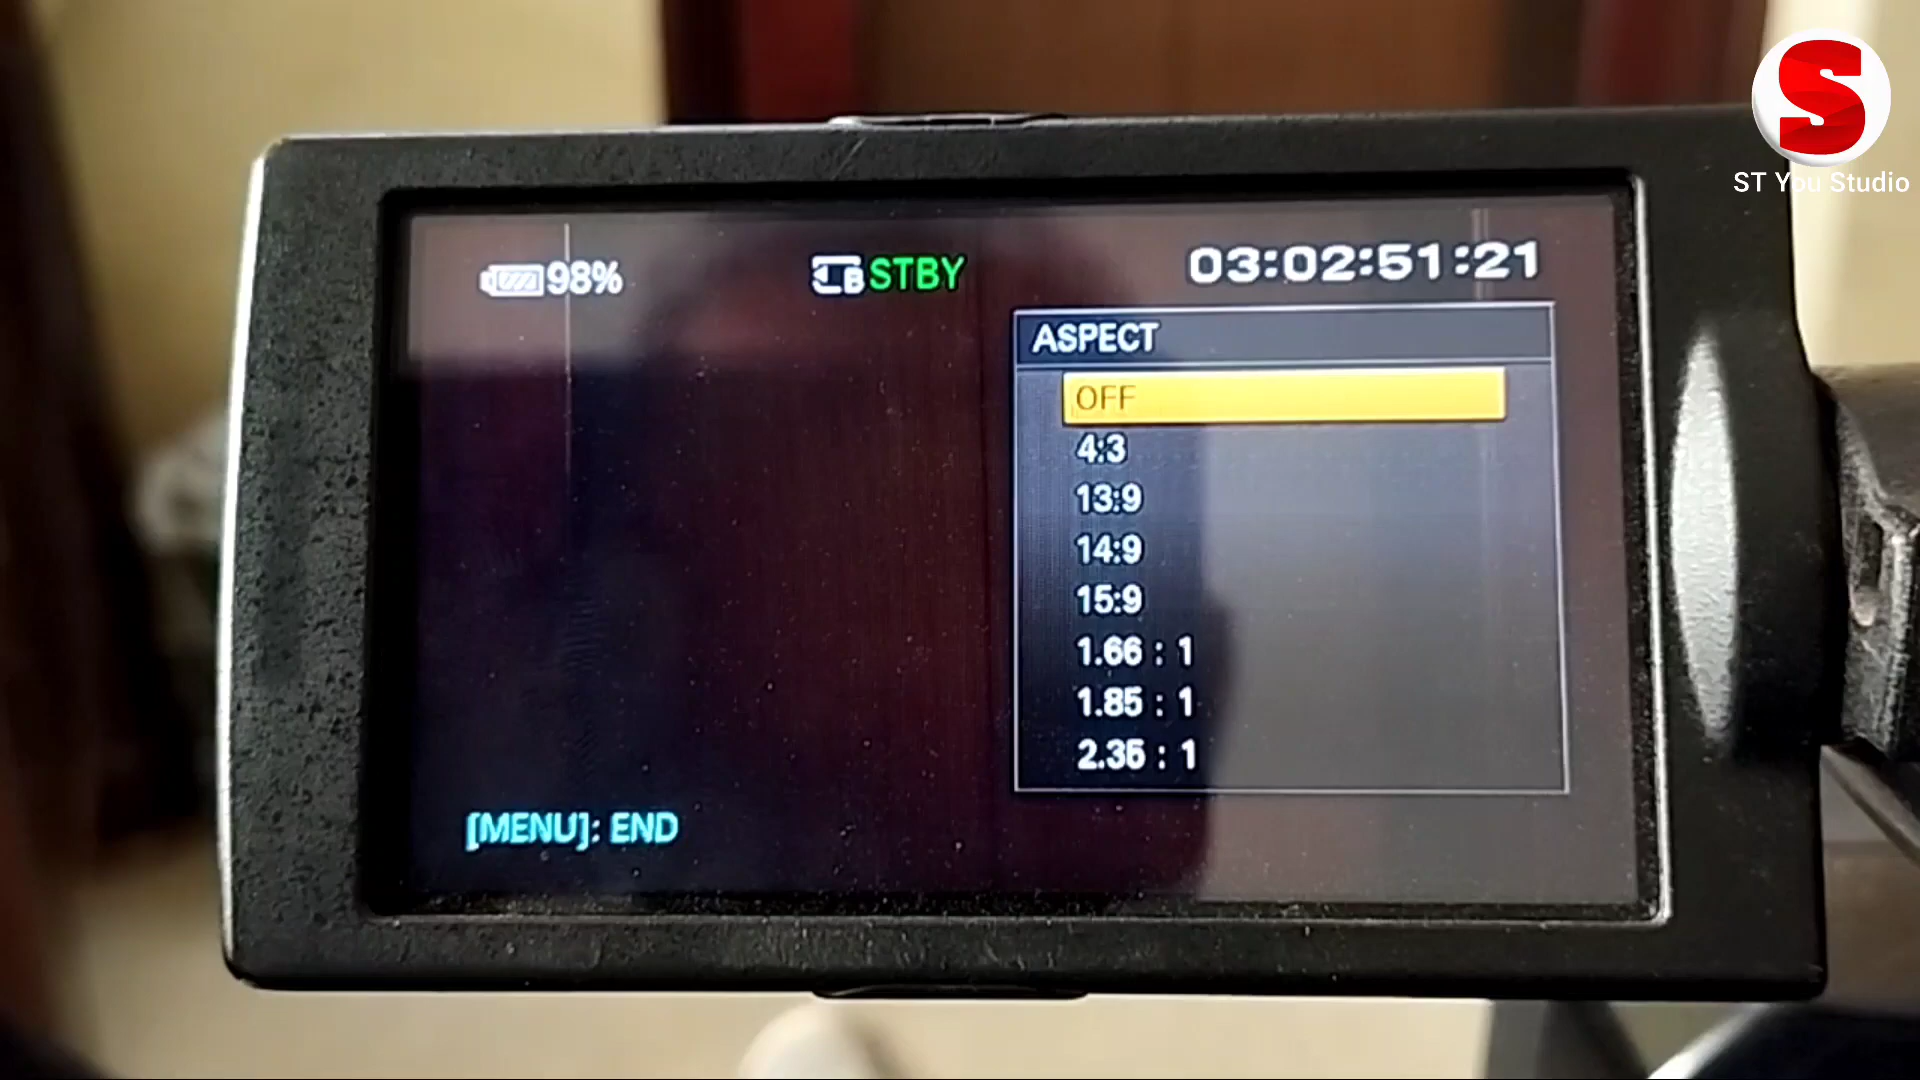 S
ST You Studio
98%
B STBY
03:02:51:21
ASPECT
OFF
4:3
13:9
14:9
15:9
1.66 : 1
1.85 : 1
2.35 : 1
[MENU]: END